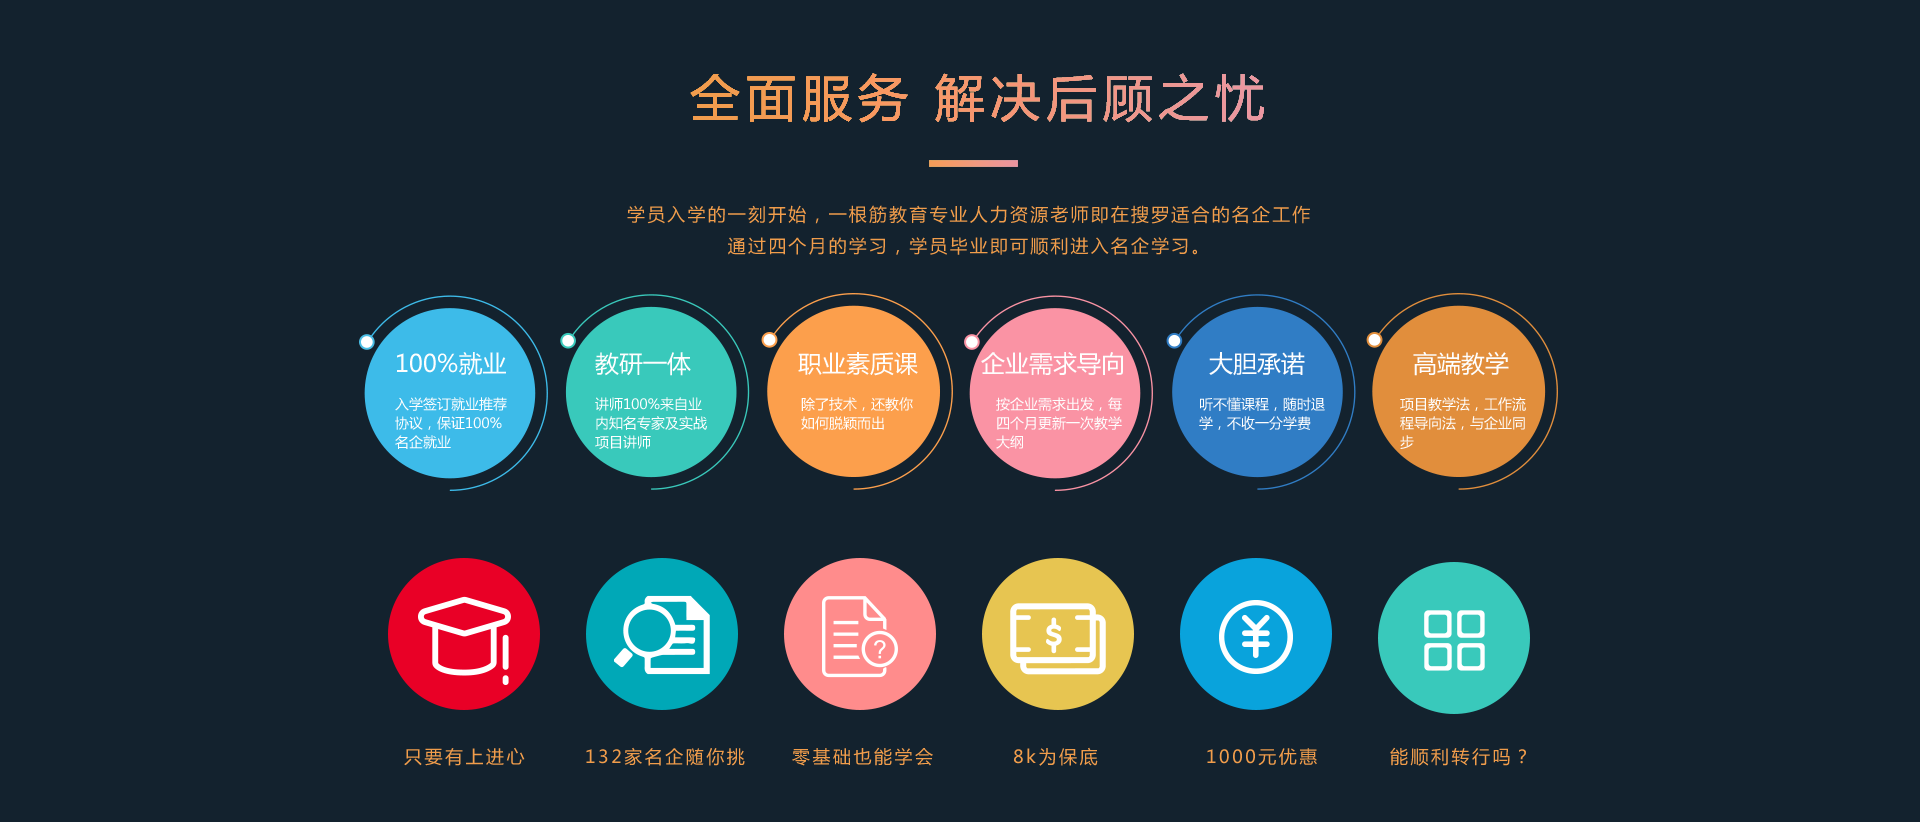 全面服务 解决后顾之忧
学员入学的一刻开始，一根筋教育专业人力资源老师即在搜罗适合的名企工作
通过四个月的学习，学员毕业即可顺利进入名企学习。
100%就业
入学签订就业推荐
协议，保证100%
名企就业
教研一体
讲师100%来自业
内知名专家及实战
项目讲师
职业素质课
除了技术，还教你
如何脱颖而出
企业需求导向
按企业需求出发，每
四个月更新一次教学
大纲
大胆承诺
听不懂课程，随时退
学，不收一分学费
高端教学
项目教学法，工作流
程导向法，与企业同
步
只要有上进心
132家名企随你挑
零基础也能学会
8k为保底
1000元优惠
能顺利转行吗？